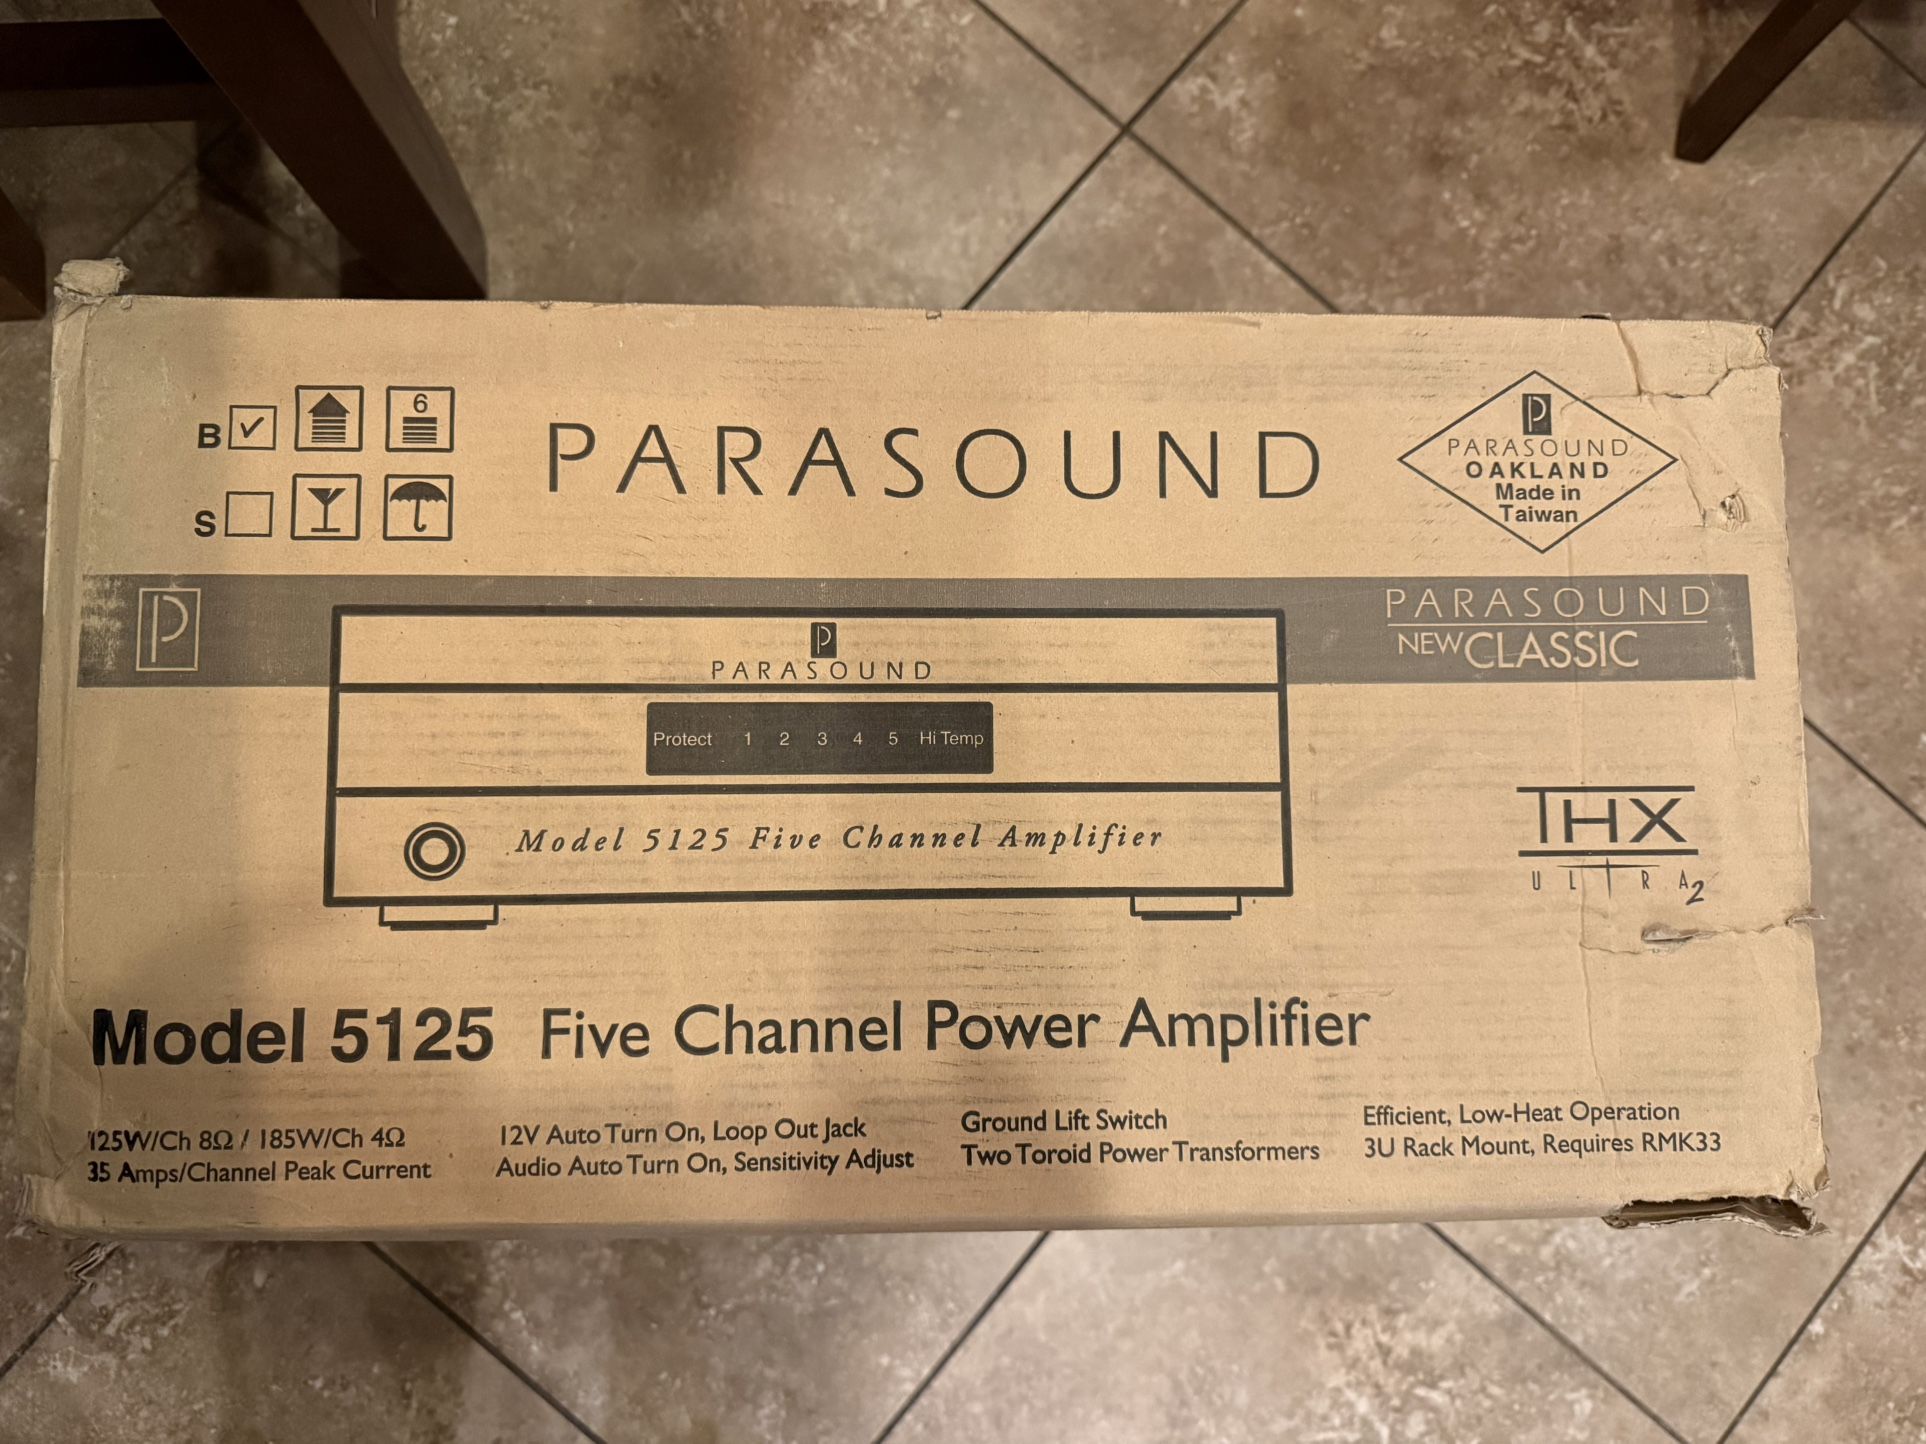 B ✓
6
S
PARASOUND
P
PARASOUND
OAKLAND
Made in
Taiwan
P
PARASOUND
NEW CLASSIC
P
PARASOUND
Protect 1 2 3 4 5 Hi Temp
Model 5125 Five Channel Amplifier
THX
ULTRA2
Model 5125 Five Channel Power Amplifier
125W/Ch 8Ω / 185W/Ch 4Ω
35 Amps/Channel Peak Current
12V Auto Turn On, Loop Out Jack
Audio Auto Turn On, Sensitivity Adjust
Ground Lift Switch
Two Toroid Power Transformers
Efficient, Low-Heat Operation
3U Rack Mount, Requires RMK33